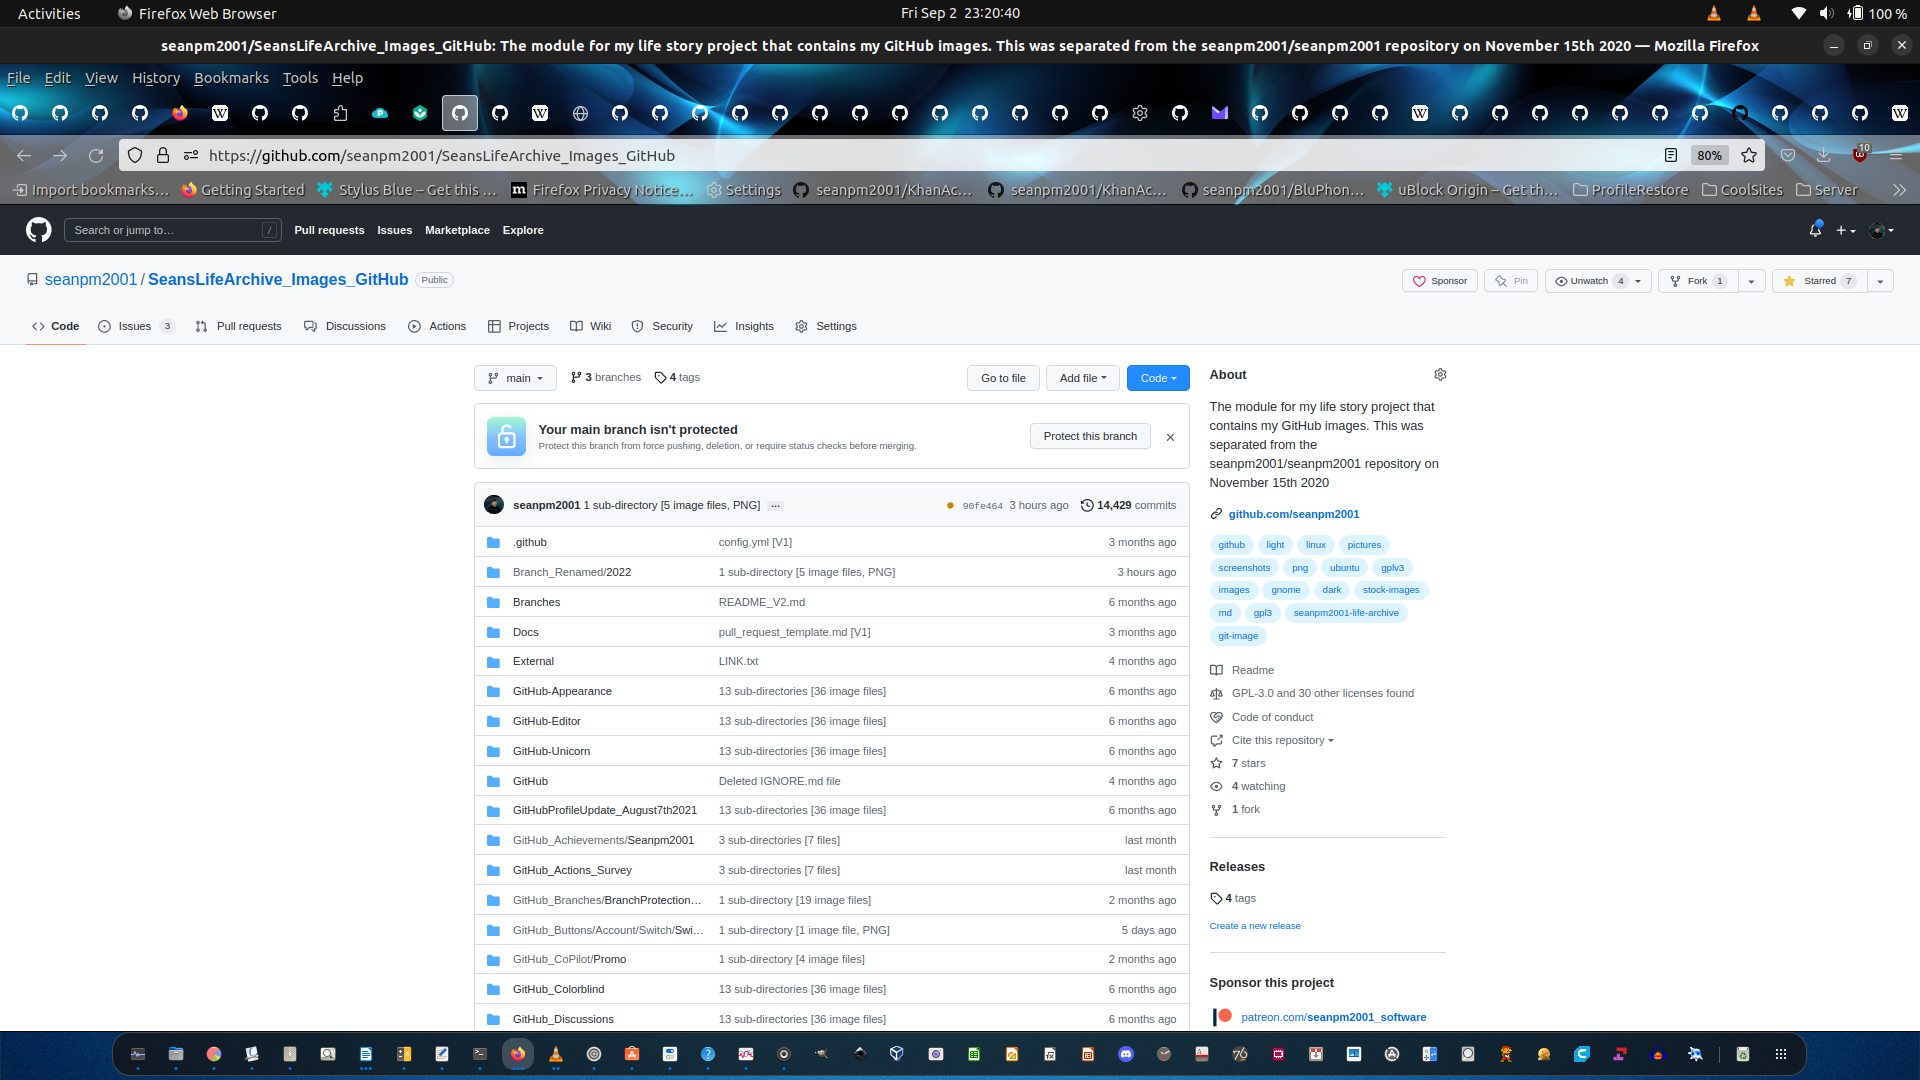 Activities
Firefox Web Browser
Fri Sep 2 23:20:40
100 %
seanpm2001/SeansLifeArchive_Images_GitHub: The module for my life story project that contains my GitHub images. This was separated from the seanpm2001/seanpm2001 repository on November 15th 2020 — Mozilla Firefox
File Edit View History Bookmarks Tools Help
https://github.com/seanpm2001/SeansLifeArchive_Images_GitHub
80%
10
Import bookmarks… Getting Started Stylus Blue – Get this … Firefox Privacy Notice… Settings seanpm2001/KhanAc… seanpm2001/KhanAc… seanpm2001/BluPhon… uBlock Origin – Get th… ProfileRestore CoolSites Server
Search or jump to… /
Pull requests Issues Marketplace Explore
seanpm2001 / SeansLifeArchive_Images_GitHub Public
Sponsor Pin Unwatch 4 Fork 1 Starred 7
Code Issues 3 Pull requests Discussions Actions Projects Wiki Security Insights Settings
main 3 branches 4 tags
Go to file Add file Code
Your main branch isn't protected
Protect this branch from force pushing, deletion, or require status checks before merging.
Protect this branch
seanpm2001 1 sub-directory [5 image files, PNG] … 90fe464 3 hours ago 14,429 commits
.github config.yml [V1] 3 months ago
Branch_Renamed/2022 1 sub-directory [5 image files, PNG] 3 hours ago
Branches README_V2.md 6 months ago
Docs pull_request_template.md [V1] 3 months ago
External LINK.txt 4 months ago
GitHub-Appearance 13 sub-directories [36 image files] 6 months ago
GitHub-Editor 13 sub-directories [36 image files] 6 months ago
GitHub-Unicorn 13 sub-directories [36 image files] 6 months ago
GitHub Deleted IGNORE.md file 4 months ago
GitHubProfileUpdate_August7th2021 13 sub-directories [36 image files] 6 months ago
GitHub_Achievements/Seanpm2001 3 sub-directories [7 files] last month
GitHub_Actions_Survey 3 sub-directories [7 files] last month
GitHub_Branches/BranchProtection… 1 sub-directory [19 image files] 2 months ago
GitHub_Buttons/Account/Switch/Swi… 1 sub-directory [1 image file, PNG] 5 days ago
GitHub_CoPilot/Promo 1 sub-directory [4 image files] 2 months ago
GitHub_Colorblind 13 sub-directories [36 image files] 6 months ago
GitHub_Discussions 13 sub-directories [36 image files] 6 months ago
About
The module for my life story project that
contains my GitHub images. This was
separated from the
seanpm2001/seanpm2001 repository on
November 15th 2020
github.com/seanpm2001
github light linux pictures
screenshots png ubuntu gplv3
images gnome dark stock-images
md gpl3 seanpm2001-life-archive
git-image
Readme
GPL-3.0 and 30 other licenses found
Code of conduct
Cite this repository
7 stars
4 watching
1 fork
Releases
4 tags
Create a new release
Sponsor this project
patreon.com/seanpm2001_software